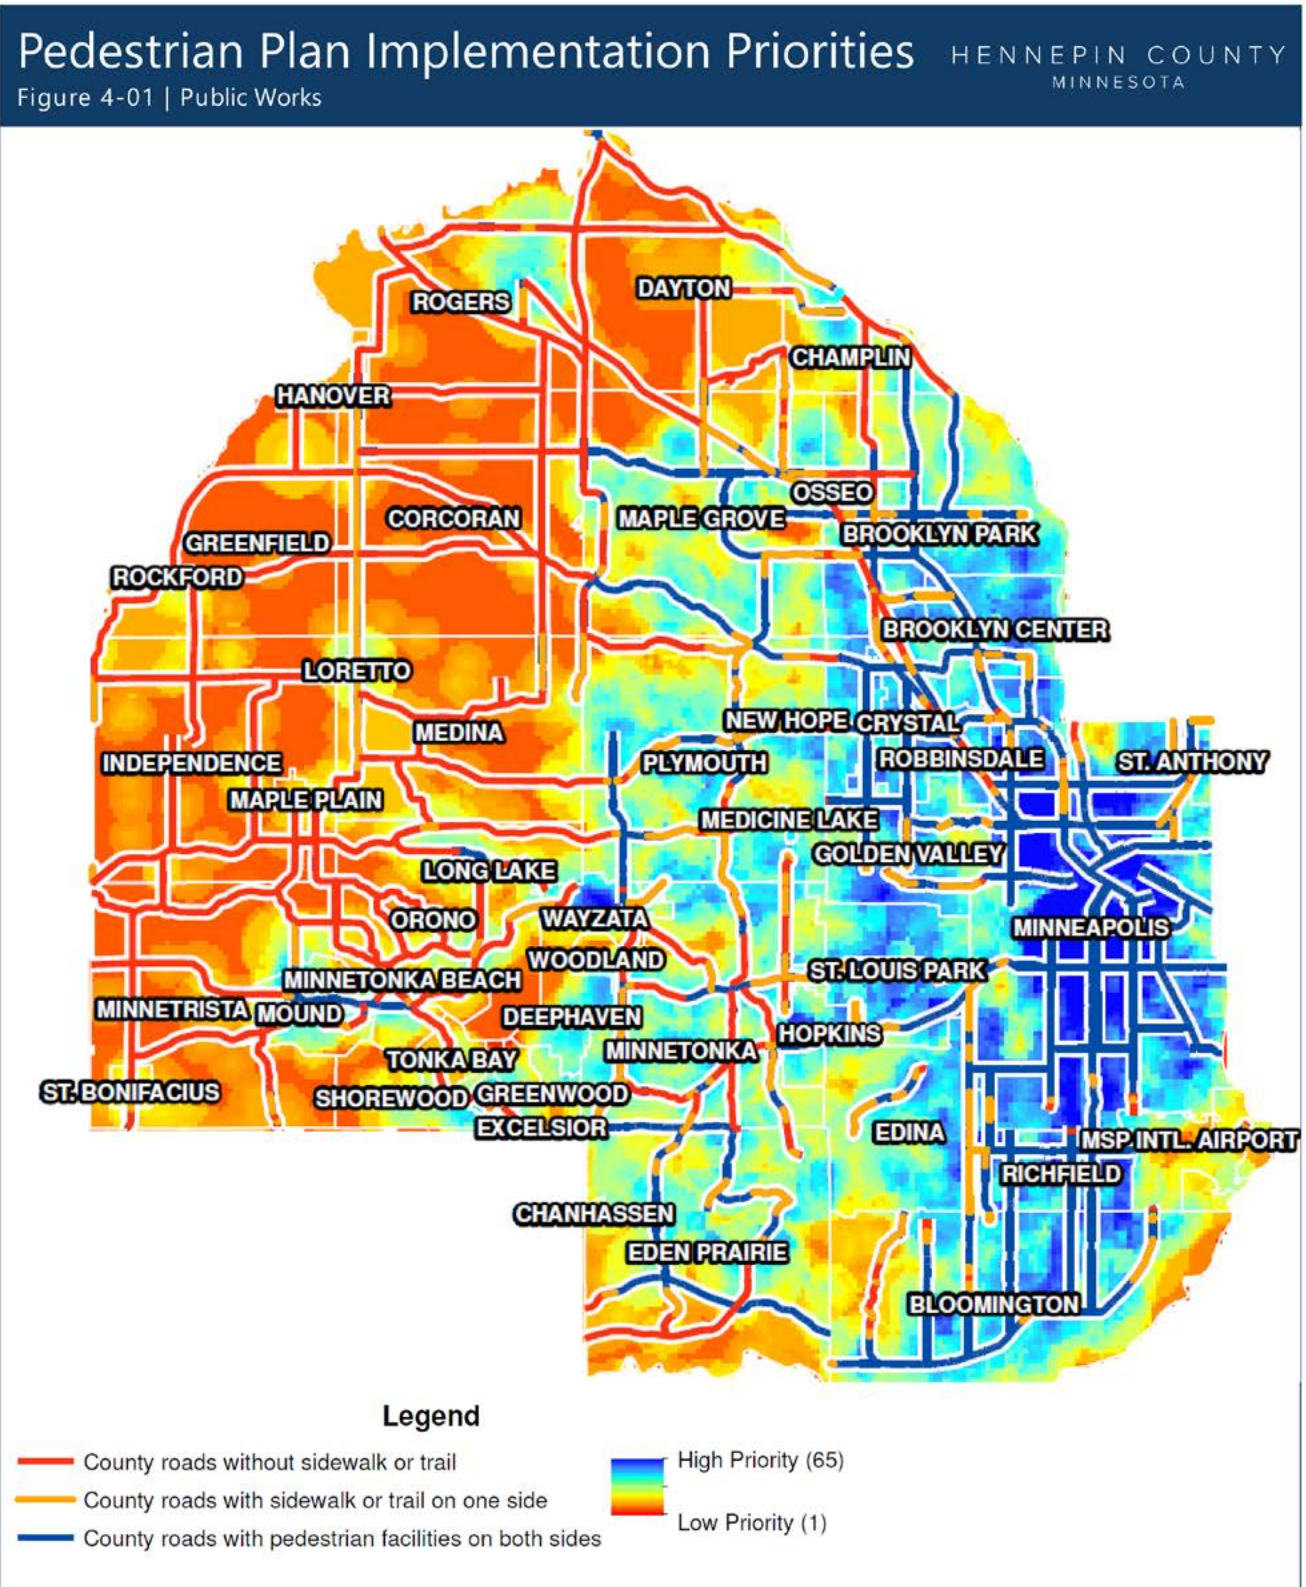 Pedestrian Plan Implementation Priorities
HENNEPIN COUNTY
MINNESOTA
Figure 4-01 | Public Works
DAYTON
ROGERS
CHAMPLIN
HANOVER
OSSEO
CORCORAN
MAPLE GROVE
BROOKLYN PARK
GREENFIELD
ROCKFORD
BROOKLYN CENTER
LORETTO
NEW HOPE
CRYSTAL
MEDINA
INDEPENDENCE
PLYMOUTH
ROBBINSDALE
ST. ANTHONY
MAPLE PLAIN
MEDICINE LAKE
GOLDEN VALLEY
LONG LAKE
ORONO
WAYZATA
MINNEAPOLIS
WOODLAND
ST. LOUIS PARK
MINNETONKA BEACH
MINNETRISTA
MOUND
DEEPHAVEN
HOPKINS
TONKA BAY
MINNETONKA
ST. BONIFACIUS
SHOREWOOD
GREENWOOD
EXCELSIOR
EDINA
MSP INTL. AIRPORT
RICHFIELD
CHANHASSEN
EDEN PRAIRIE
BLOOMINGTON
Legend
County roads without sidewalk or trail
County roads with sidewalk or trail on one side
County roads with pedestrian facilities on both sides
High Priority (65)
Low Priority (1)